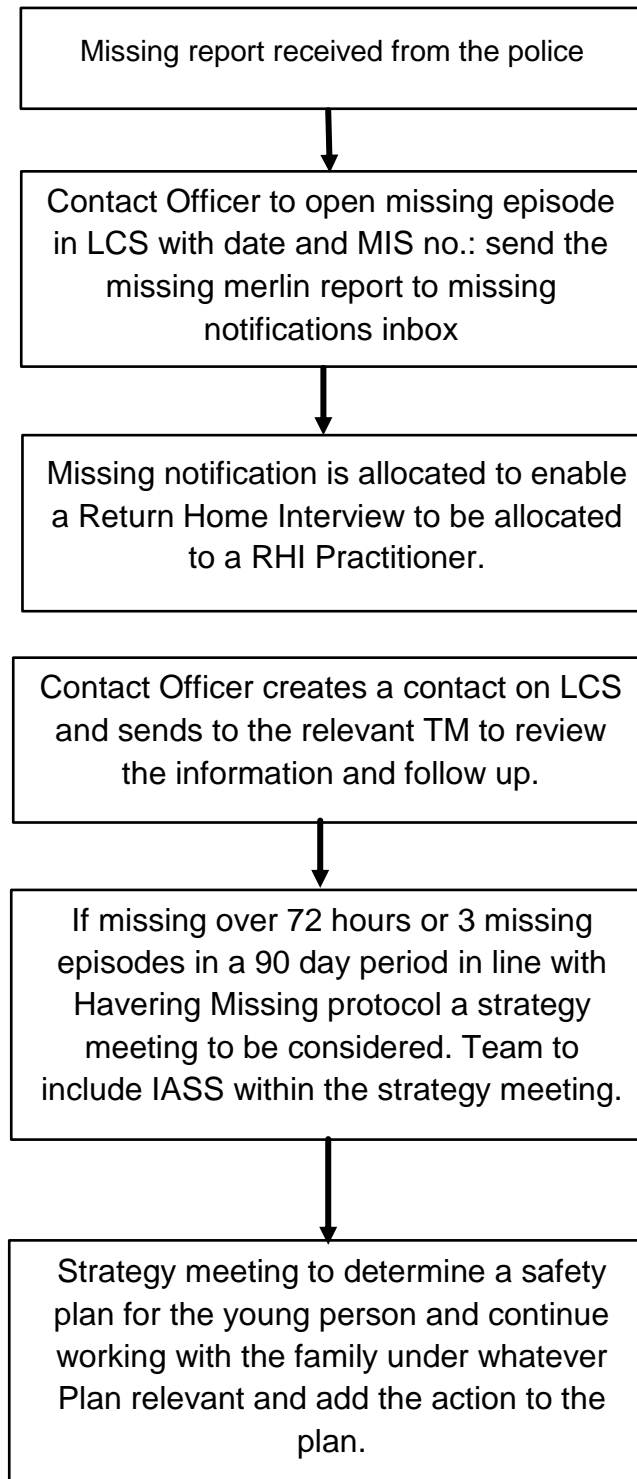 Missing report received from the police
Contact Officer to open missing episode
in LCS with date and MIS no.: send the
missing merlin report to missing
notifications inbox
Missing notification is allocated to enable
a Return Home Interview to be allocated
to a RHI Practitioner.
Contact Officer creates a contact on LCS
and sends to the relevant TM to review
the information and follow up.
If missing over 72 hours or 3 missing
episodes in a 90 day period in line with
Havering Missing protocol a strategy
meeting to be considered. Team to
include IASS within the strategy meeting.
Strategy meeting to determine a safety
plan for the young person and continue
working with the family under whatever
Plan relevant and add the action to the
plan.